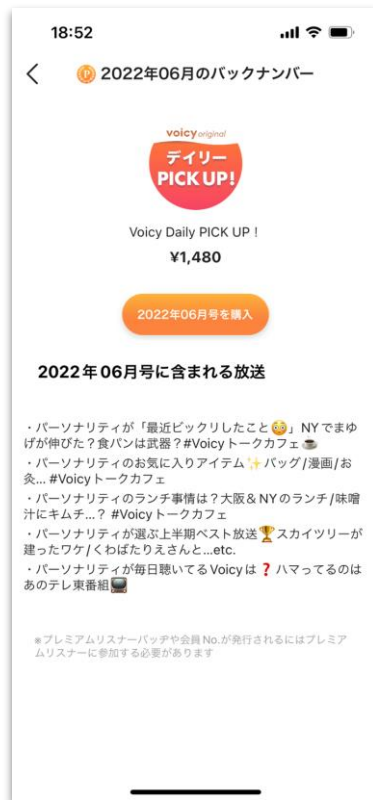 18:52
P 2022年06月のバックナンバー
voicy original
デイリー
PICK UP!
Voicy Daily PICK UP！
¥1,480
2022年06月号を購入
2022年06月号に含まれる放送
・パーソナリティが「最近ビックリしたこと😳」NYでまゆ
げが伸びた？食パンは武器？#Voicyトークカフェ☕
・パーソナリティのお気に入りアイテム✨バッグ/漫画/お
灸... #Voicyトークカフェ
・パーソナリティのランチ事情は？大阪＆NYのランチ/味噌
汁にキムチ...？ #Voicyトークカフェ
・パーソナリティが選ぶ上半期ベスト放送🏆スカイツリーが
建ったワケ/くわばたりえさんと...etc.
・パーソナリティが毎日聴いてるVoicyは❓ハマってるのは
あのテレ東番組📺
※プレミアムリスナーバッヂや会員No.が発行されるにはプレミア
ムリスナーに参加する必要があります